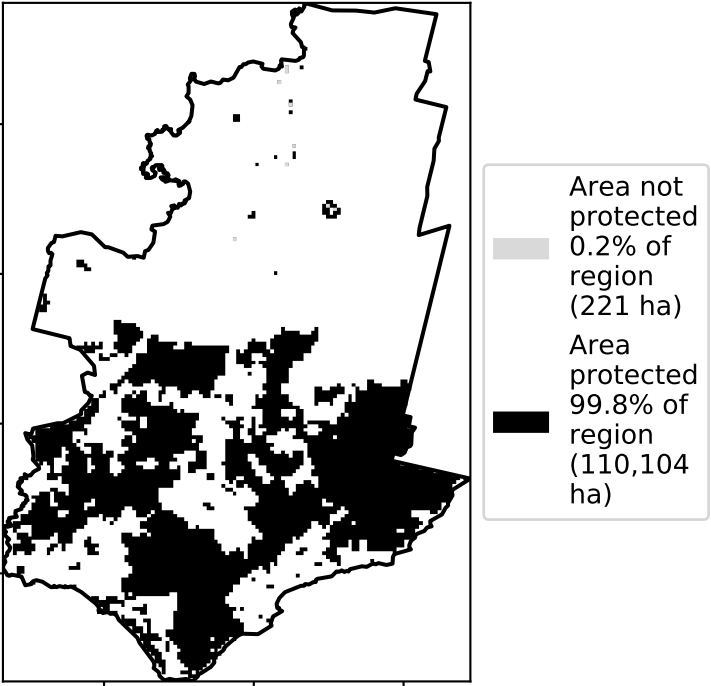 Area not
protected
0.2% of
region
(221 ha)
Area
protected
99.8% of
region
(110,104
ha)